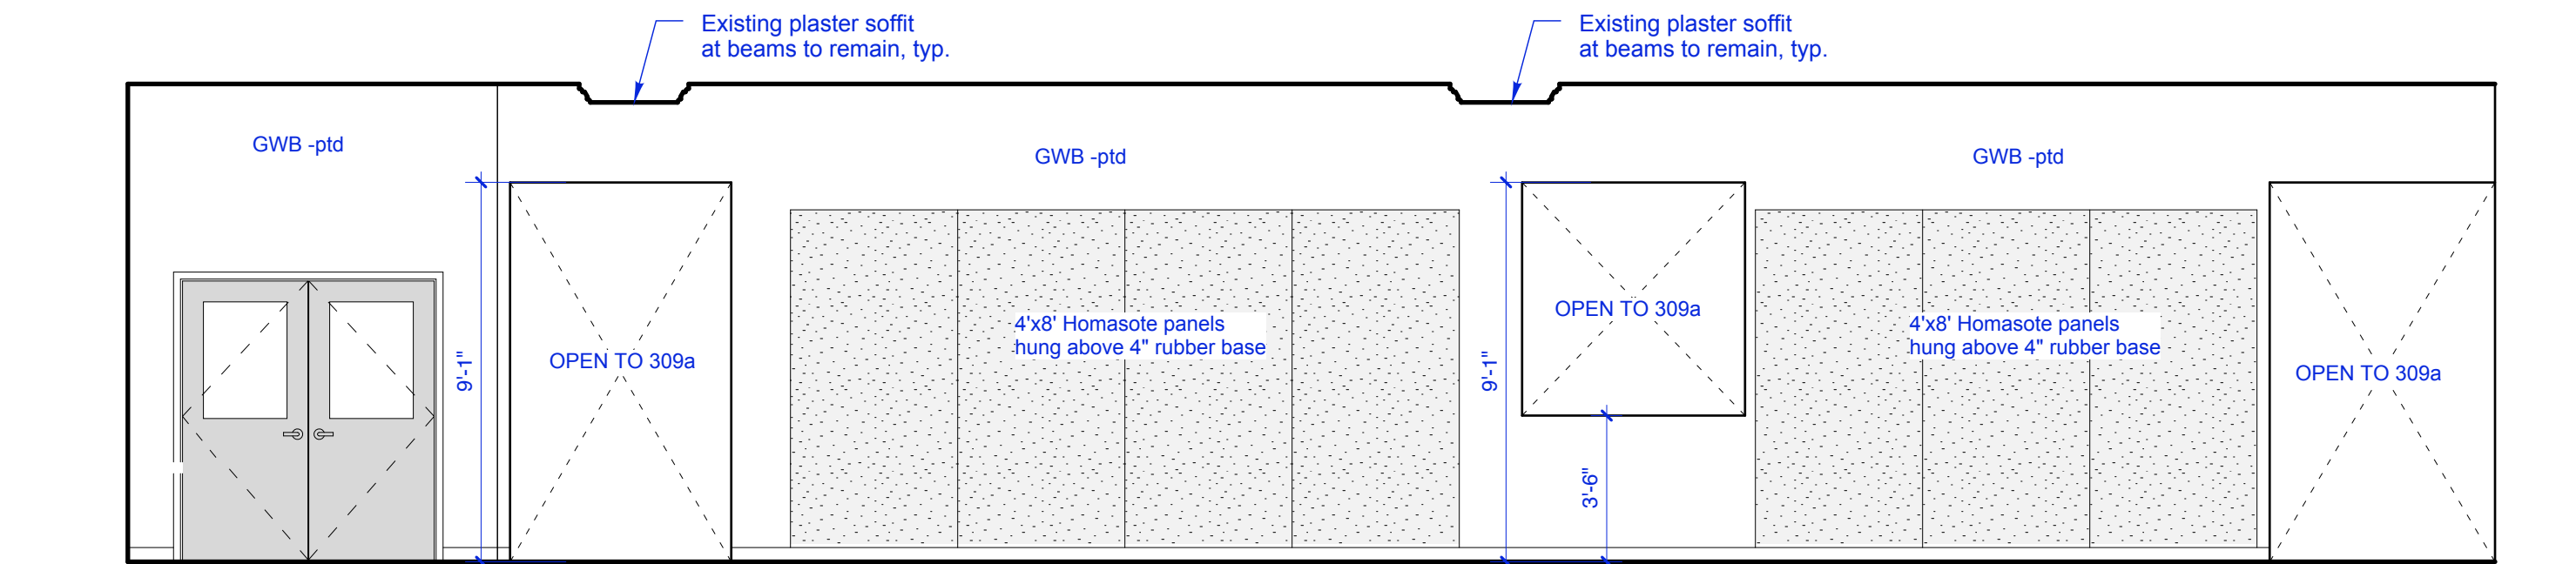 Existing plaster soffit
at beams to remain, typ.
Existing plaster soffit
at beams to remain, typ.
GWB -ptd
GWB -ptd
GWB -ptd
9'-1"
OPEN TO 309a
4'x8' Homasote panels
hung above 4" rubber base
9'-1"
OPEN TO 309a
3'-6"
4'x8' Homasote panels
hung above 4" rubber base
OPEN TO 309a